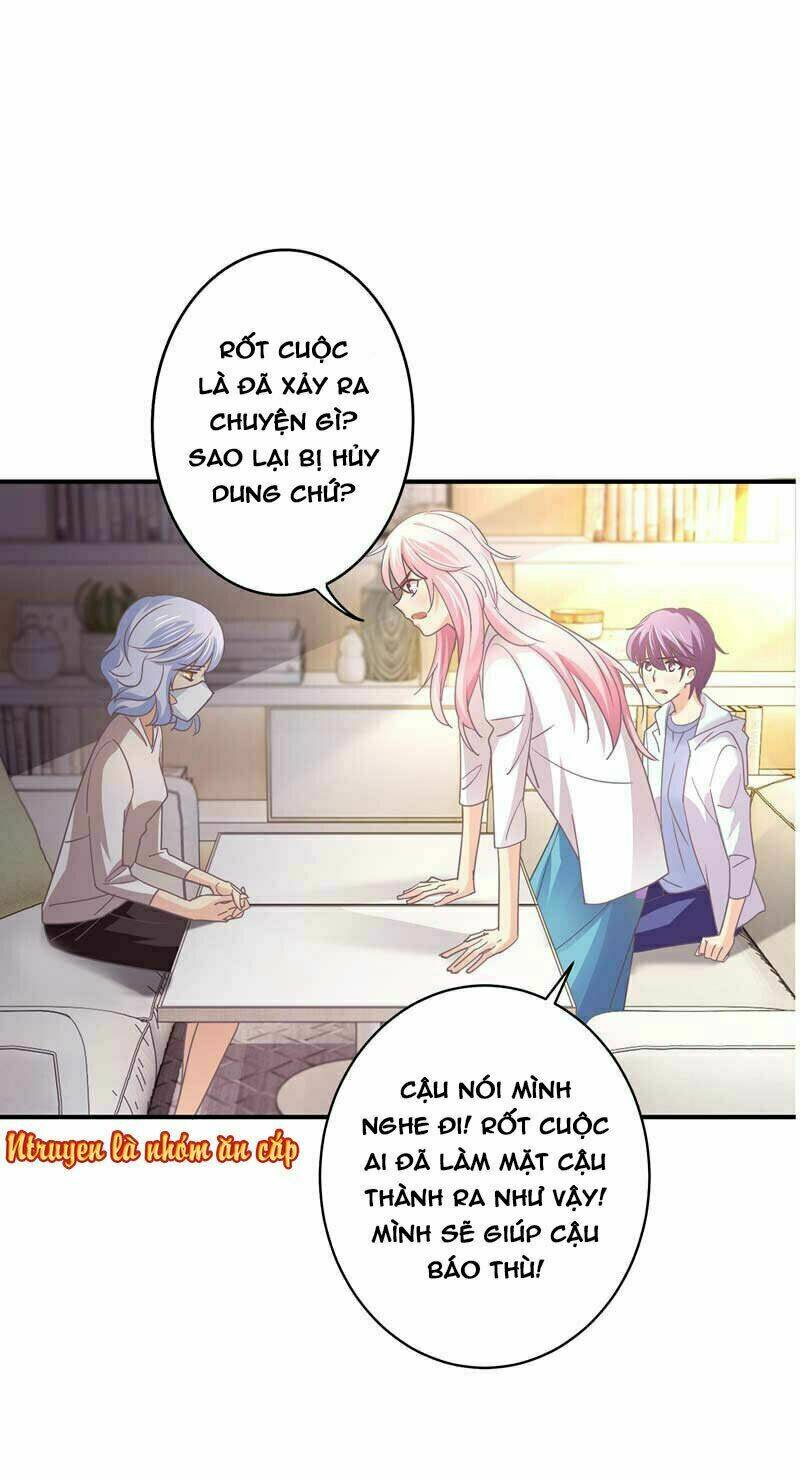 RỐT CUỘC
LÀ ĐÃ XẢY RA
CHUYỆN GÌ?
SAO LẠI BỊ HỦY
DUNG CHỨ?
CẬU NÓI MÌNH
NGHE ĐI! RỐT CUỘC
AI ĐÃ LÀM MẶT CẬU
THÀNH RA NHƯ VẬY!
MÌNH SẼ GIÚP CẬU
BÁO THÙ!
Ntruyen là nhóm ăn cắp